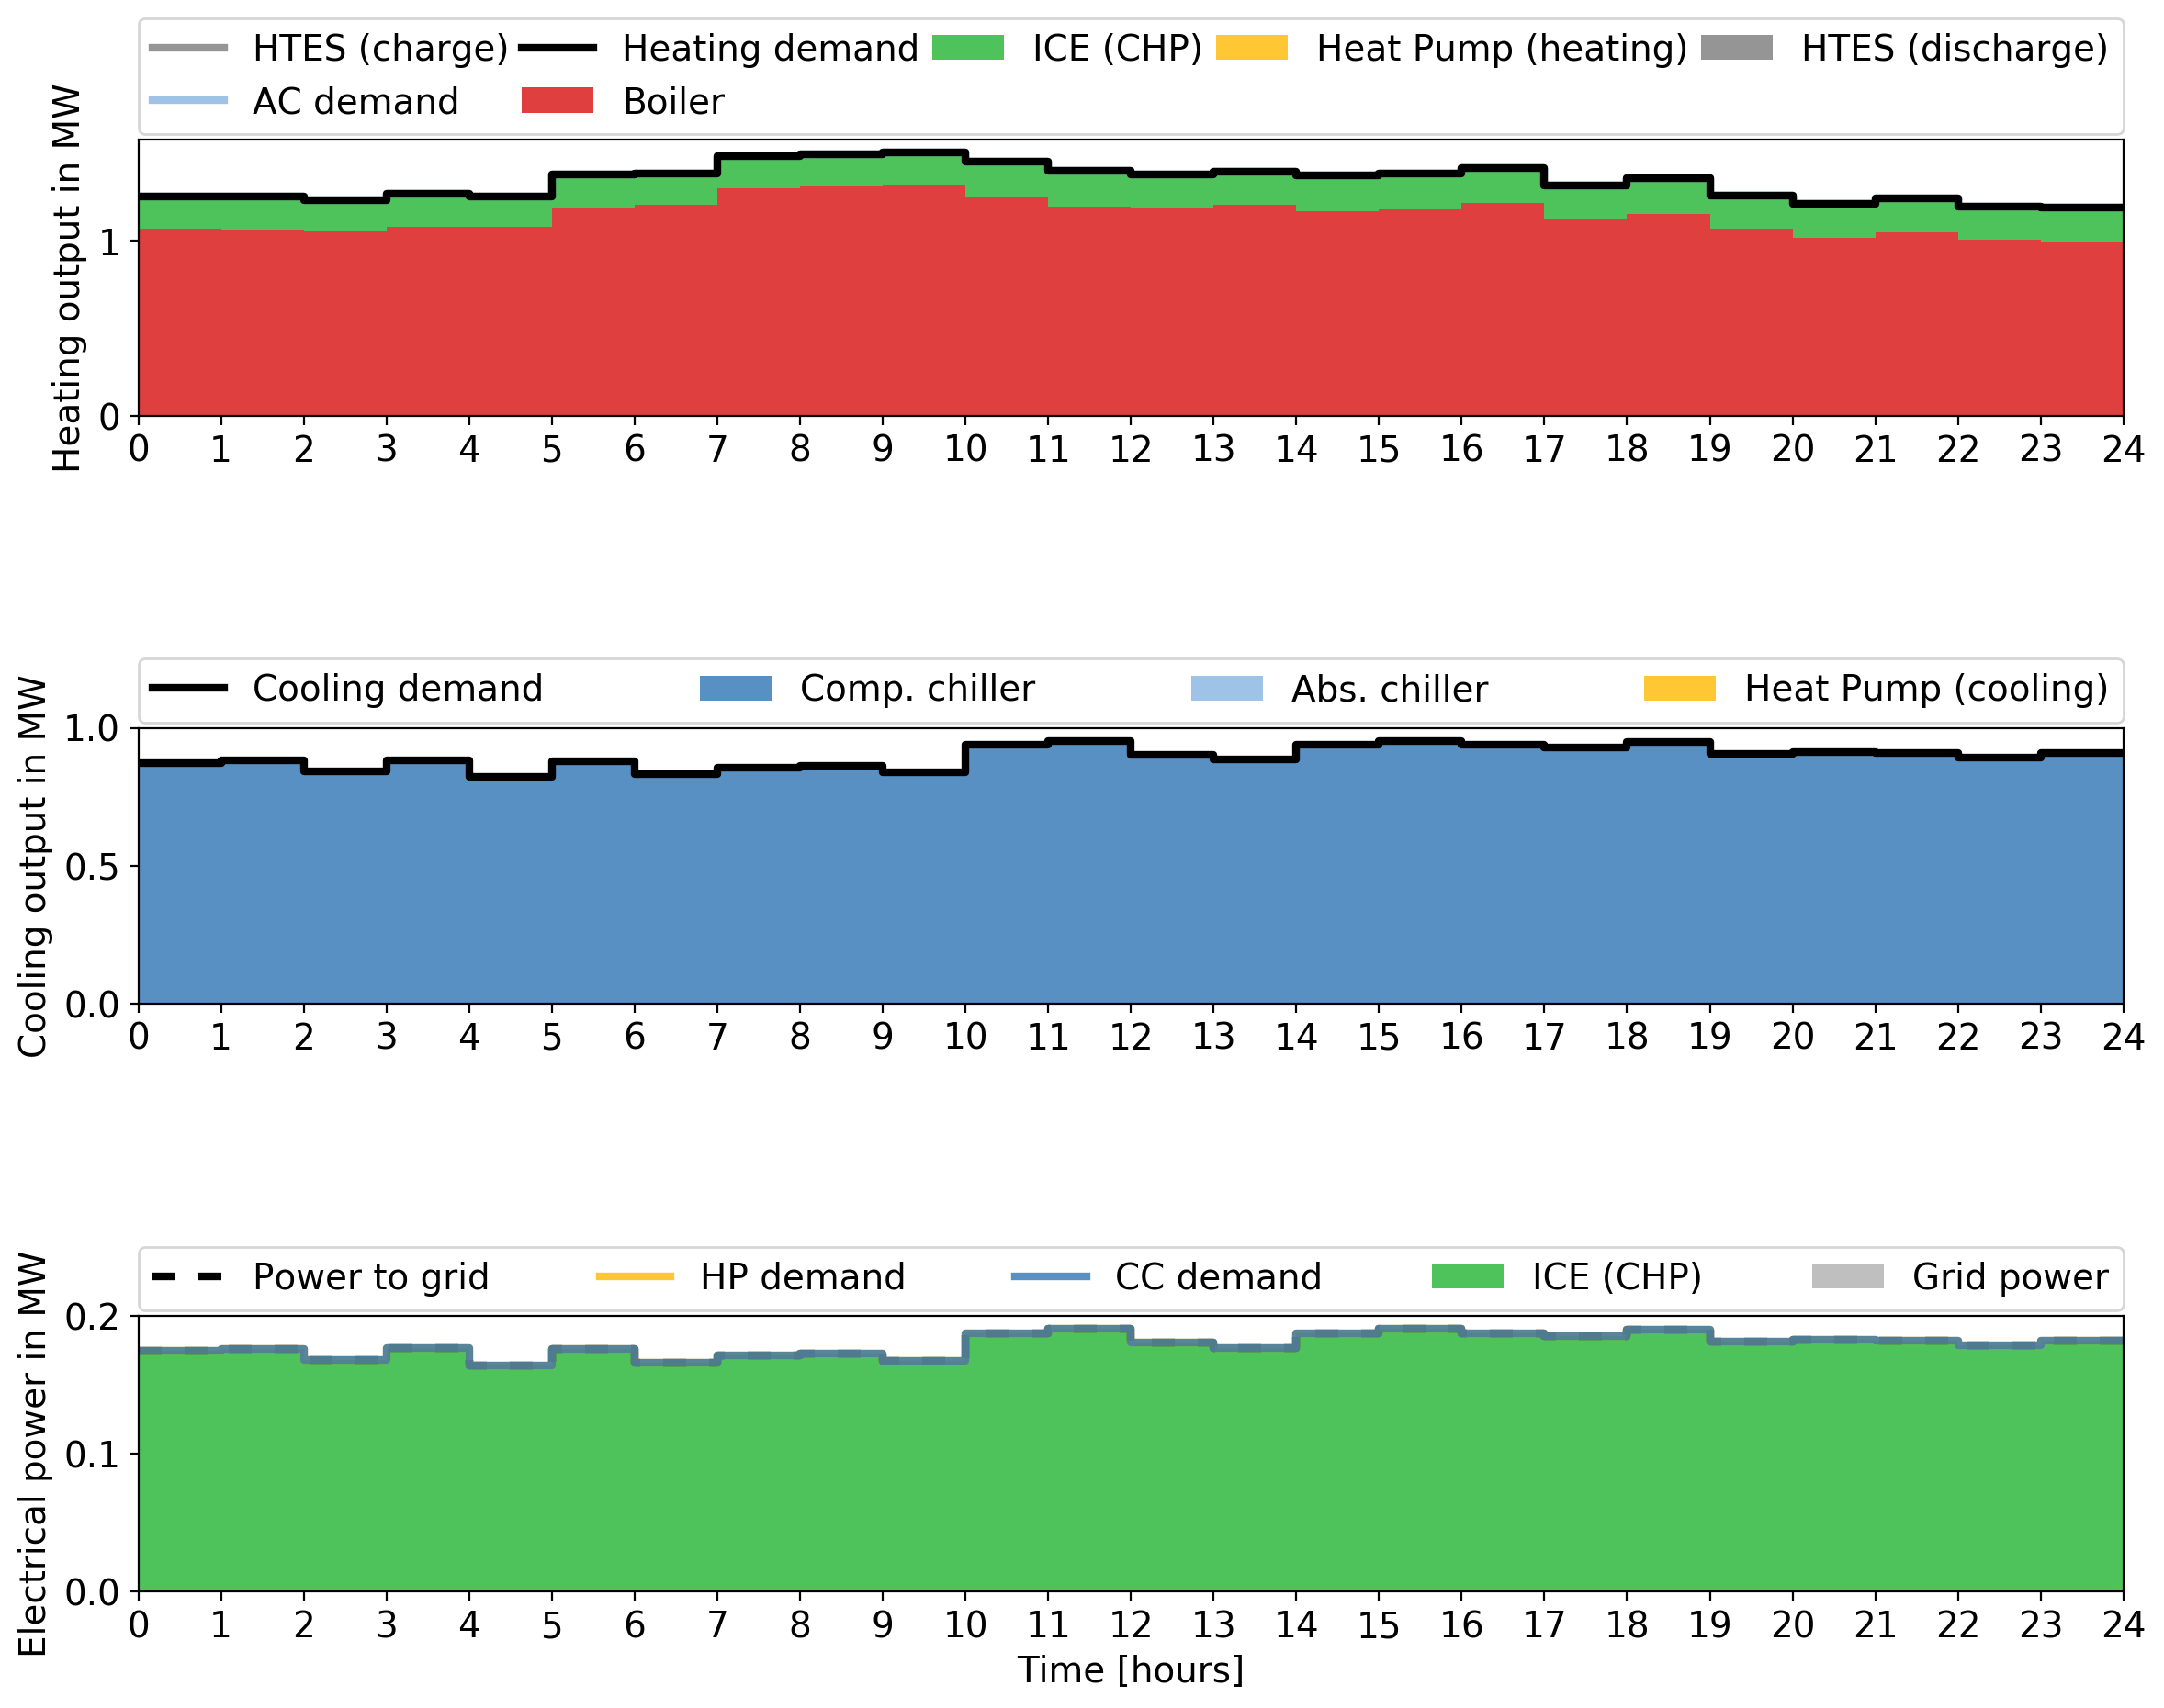 HTES (charge) Heating demand ICE (CHP) Heat Pump (heating) HTES (discharge)
AC demand Boiler
Heating output in MW
1
0
0 1 2 3 4 5 6 7 8 9 10 11 12 13 14 15 16 17 18 19 20 21 22 23 24
Cooling demand Comp. chiller Abs. chiller Heat Pump (cooling)
Cooling output in MW
1.0
0.5
0.0
0 1 2 3 4 5 6 7 8 9 10 11 12 13 14 15 16 17 18 19 20 21 22 23 24
Power to grid HP demand CC demand ICE (CHP) Grid power
Electrical power in MW
0.2
0.1
0.0
0 1 2 3 4 5 6 7 8 9 10 11 12 13 14 15 16 17 18 19 20 21 22 23 24
Time [hours]